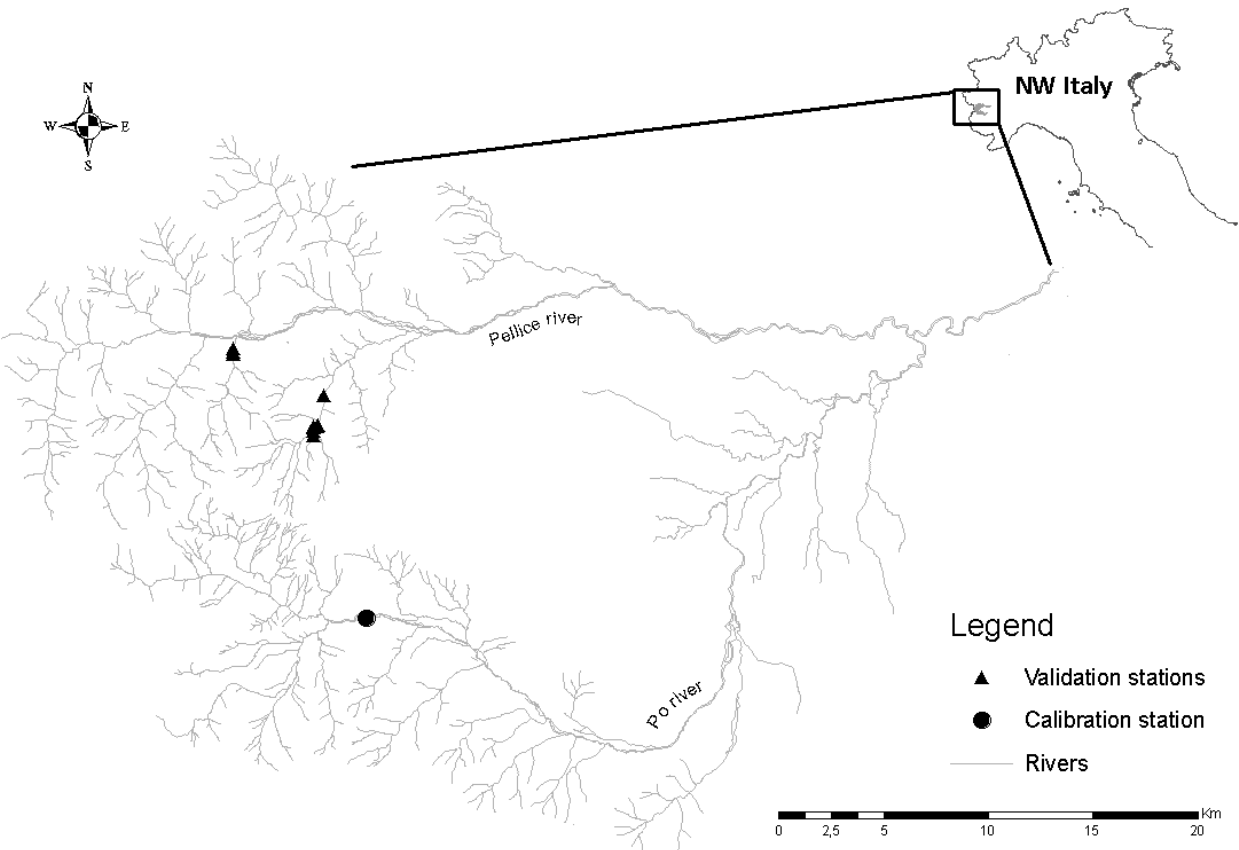 NW Italy
N
W E
S
Pellice river
Po river
Legend
Validation stations
Calibration station
Rivers
Km
0 2,5 5 10 15 20